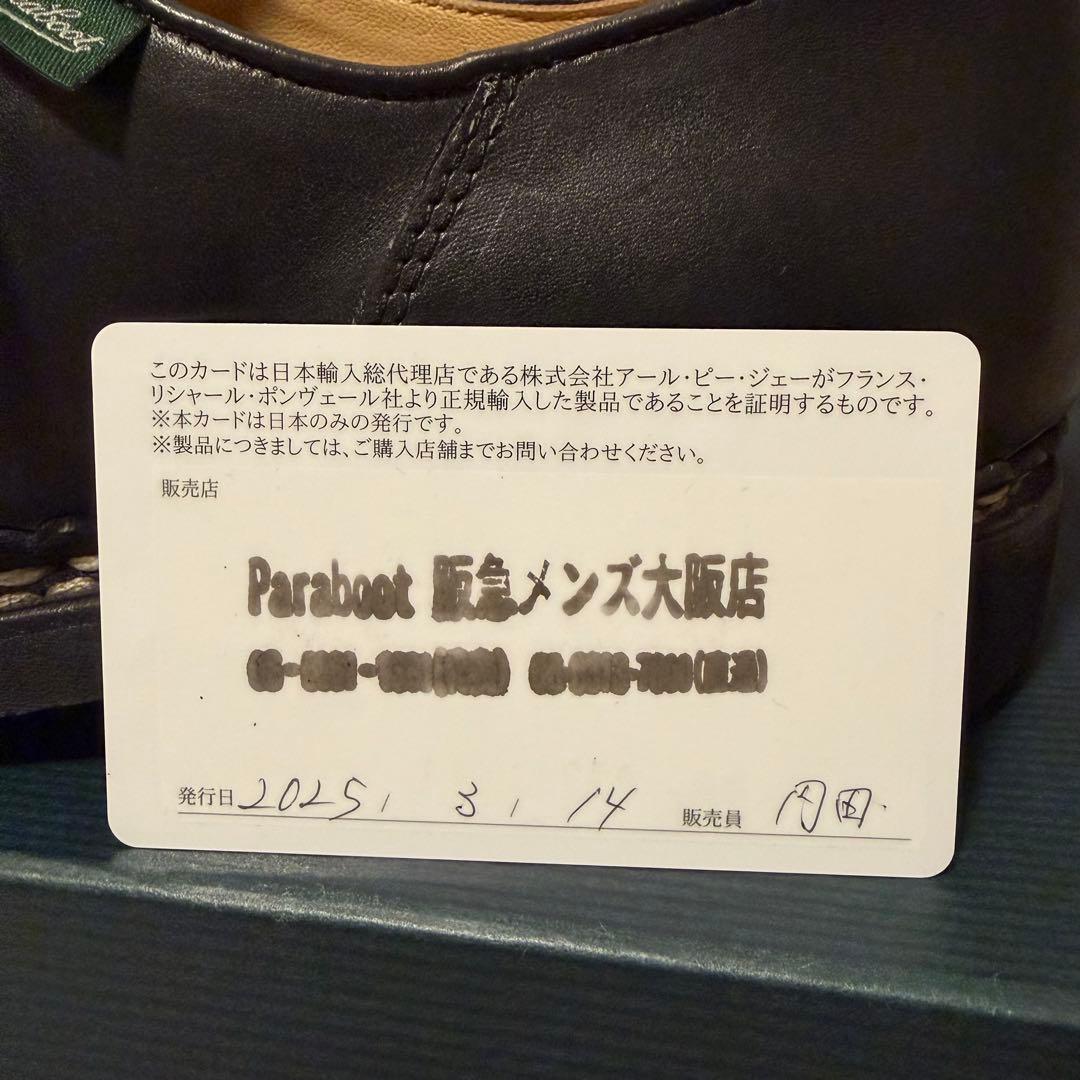 このカードは日本輸入総代理店である株式会社アール・ピー・ジェーがフランス・
リシャール・ポンヴェール社より正規輸入した製品であることを証明するものです。
※本カードは日本のみの発行です。
※製品につきましては、ご購入店舗までお問い合わせください。
販売店
Paraboot 阪急メンズ大阪店
発行日 2025, 3, 14 販売員